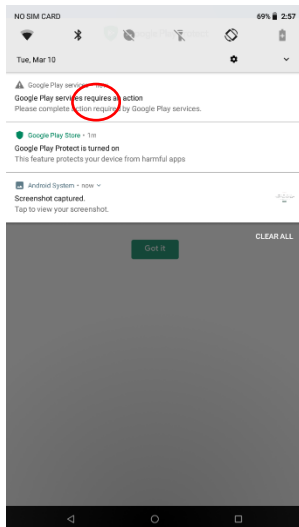 NO SIM CARD 69% 2:57
Tue, Mar 10
Google Play services
Google Play services requires an action
Please complete action required by Google Play services.
Google Play Store • 1m
Google Play Protect is turned on
This feature protects your device from harmful apps
Android System • now
Screenshot captured.
Tap to view your screenshot.
CLEAR ALL
Got it